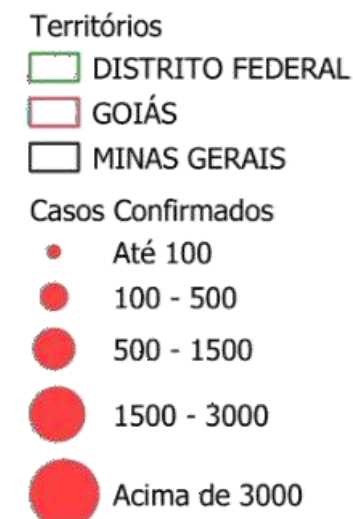 Territórios
DISTRITO FEDERAL
GOIÁS
MINAS GERAIS
Casos Confirmados
Até 100
100 - 500
500 - 1500
1500 - 3000
Acima de 3000